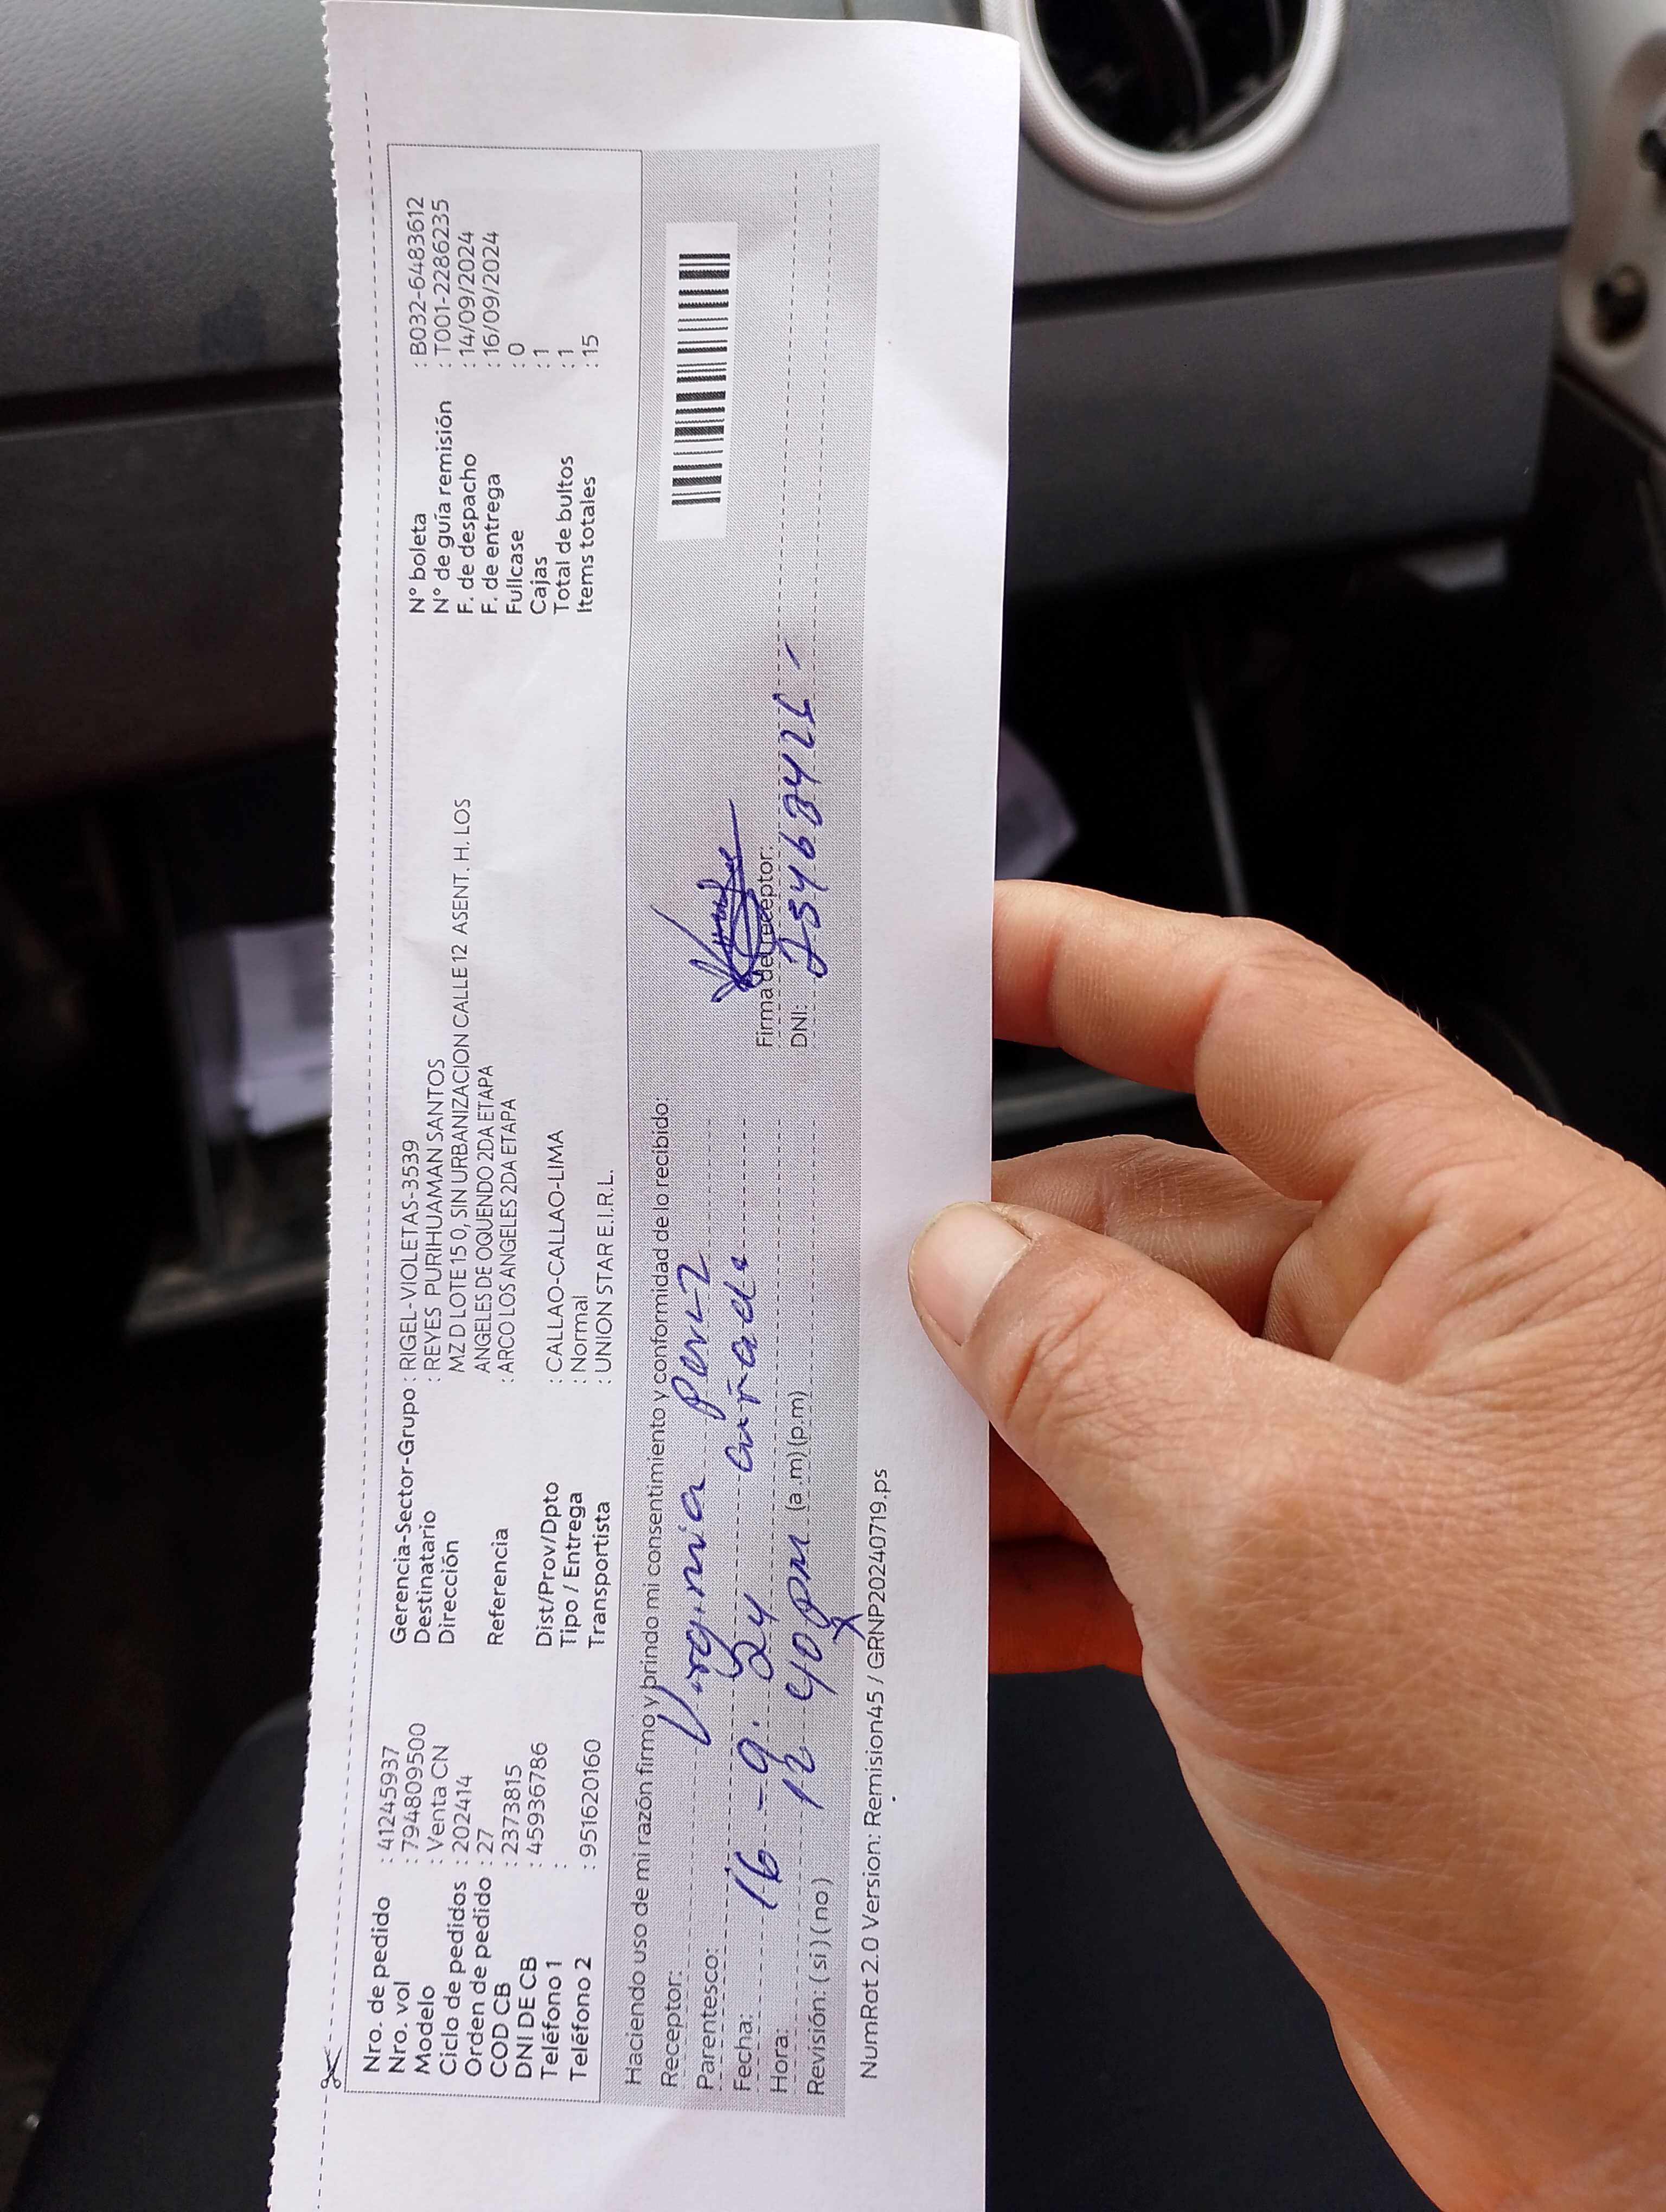 Nro. de pedido : 41245937
Nro. vol : 794809500
Modelo : Venta CN
Ciclo de pedidos : 202414
Orden de pedido : 27
COD CB : 2373815
DNI DE CB : 45936786
Teléfono 1 :
Teléfono 2 : 951620160
Gerencia-Sector-Grupo : RIGEL-VIOLETAS-3539
Destinatario : REYES PURIHUAMAN SANTOS
Dirección MZ D LOTE 15 0, SIN URBANIZACION CALLE 12 ASENT. H. LOS
ANGELES DE OQUENDO 2DA ETAPA
Referencia : ARCO LOS ANGELES 2DA ETAPA
Dist/Prov/Dpto : CALLAO-CALLAO-LIMA
Tipo / Entrega : Normal
Transportista : UNION STAR E.I.R.L.
N° boleta : B032-6483612
N° de guía remisión : T001-2286235
F. de despacho : 14/09/2024
F. de entrega : 16/09/2024
Fullcase : 0
Cajas : 1
Total de bultos : 1
Items totales : 15
Haciendo uso de mi razón firmo y brindo mi consentimiento y conformidad de lo recibido:
Receptor: Virginia Perez
Parentesco: cuñada
Fecha: 16-9. 24
Hora: 12 40 pm (a.m) (p.m)
Revisión: (si) (no) X
Firma del receptor:
DNI:
NumRot 2.0 Version: Remision45 / GRNP20240719.ps